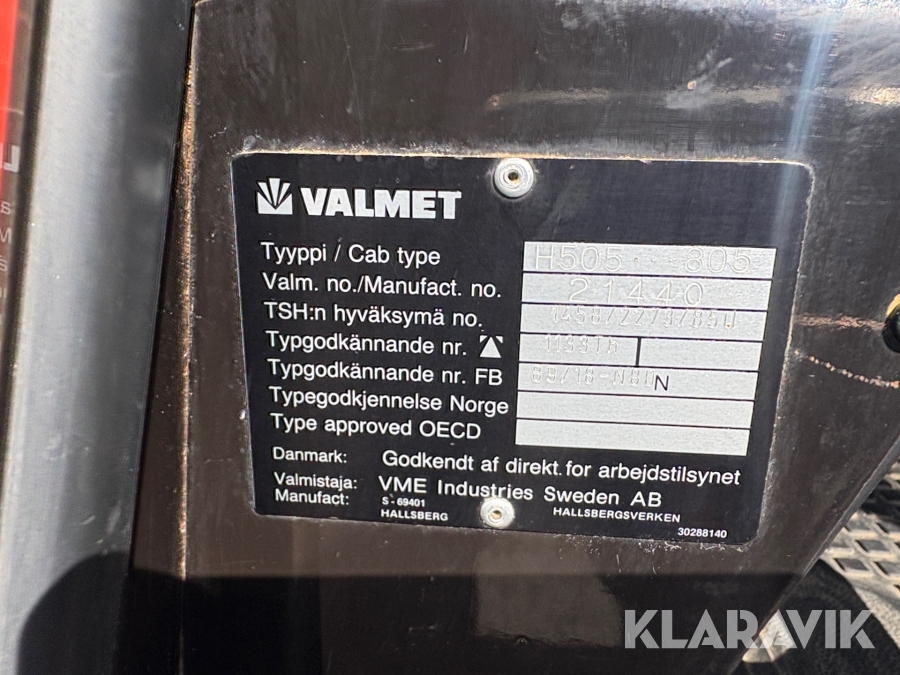 VALMET
Tyyppi / Cab type H505 805
Valm. no./Manufact. no. 21440
TSH:n hyväksymä no.
Typgodkännande nr.
Typgodkännande nr. FB
Typegodkjennelse Norge
Type approved OECD
Danmark: Godkendt af direkt. for arbejdstilsynet
Valmistaja: VME Industries Sweden AB
Manufact: S - 69401 HALLSBERGSVERKEN
HALLSBERG
30288140
KLARAVIK